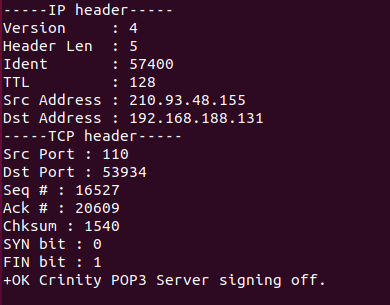 -----IP header-----
Version     : 4
Header Len  : 5
Ident       : 57400
TTL         : 128
Src Address : 210.93.48.155
Dst Address : 192.168.188.131
-----TCP header-----
Src Port : 110
Dst Port : 53934
Seq # : 16527
Ack # : 20609
Chksum : 1540
SYN bit : 0
FIN bit : 1
+OK Crinity POP3 Server signing off.